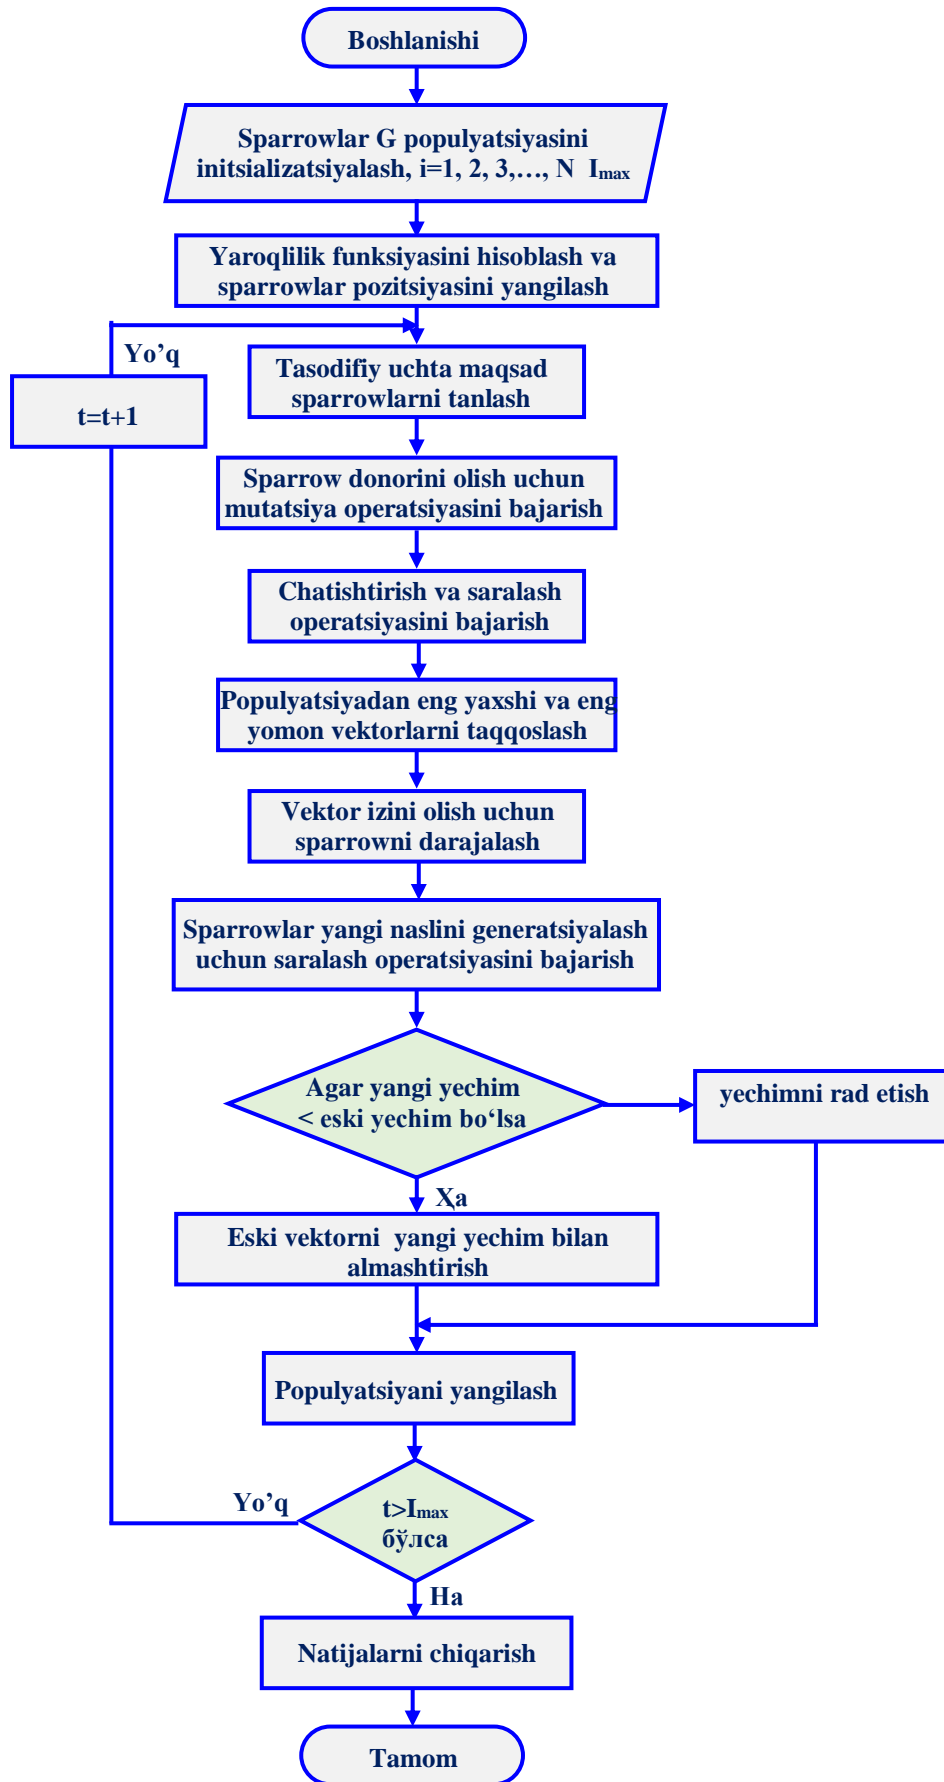 Boshlanishi
Sparrowlar G populyatsiyasini
initsializatsiyalash, i=1, 2, 3,…, N I_max
Yaroqlilik funksiyasini hisoblash va
sparrowlar pozitsiyasini yangilash
Yo’q
t=t+1
Tasodifiy uchta maqsad
sparrowlarni tanlash
Sparrow donorini olish uchun
mutatsiya operatsiyasini bajarish
Chatishtirish va saralash
operatsiyasini bajarish
Populyatsiyadan eng yaxshi va eng
yomon vektorlarni taqqoslash
Vektor izini olish uchun
sparrowni darajalash
Sparrowlar yangi naslini generatsiyalash
uchun saralash operatsiyasini bajarish
Agar yangi yechim
< eski yechim bo‘lsa
yechimni rad etish
Ҳa
Eski vektorni yangi yechim bilan
almashtirish
Populyatsiyani yangilash
Yo’q
t>I_max
бўлса
Ha
Natijalarni chiqarish
Tamom